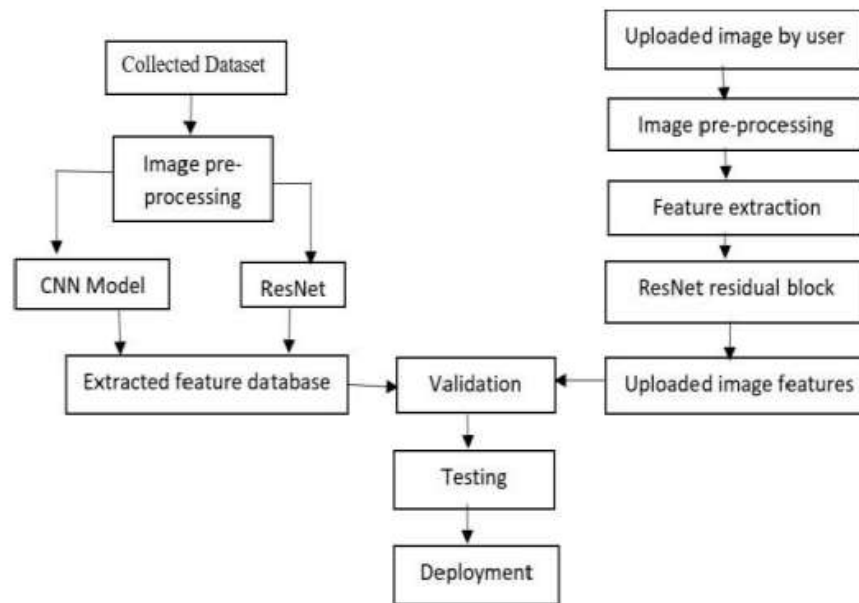 Collected Dataset
Image pre-
processing
CNN Model
ResNet
Extracted feature database
Uploaded image by user
Image pre-processing
Feature extraction
ResNet residual block
Uploaded image features
Validation
Testing
Deployment